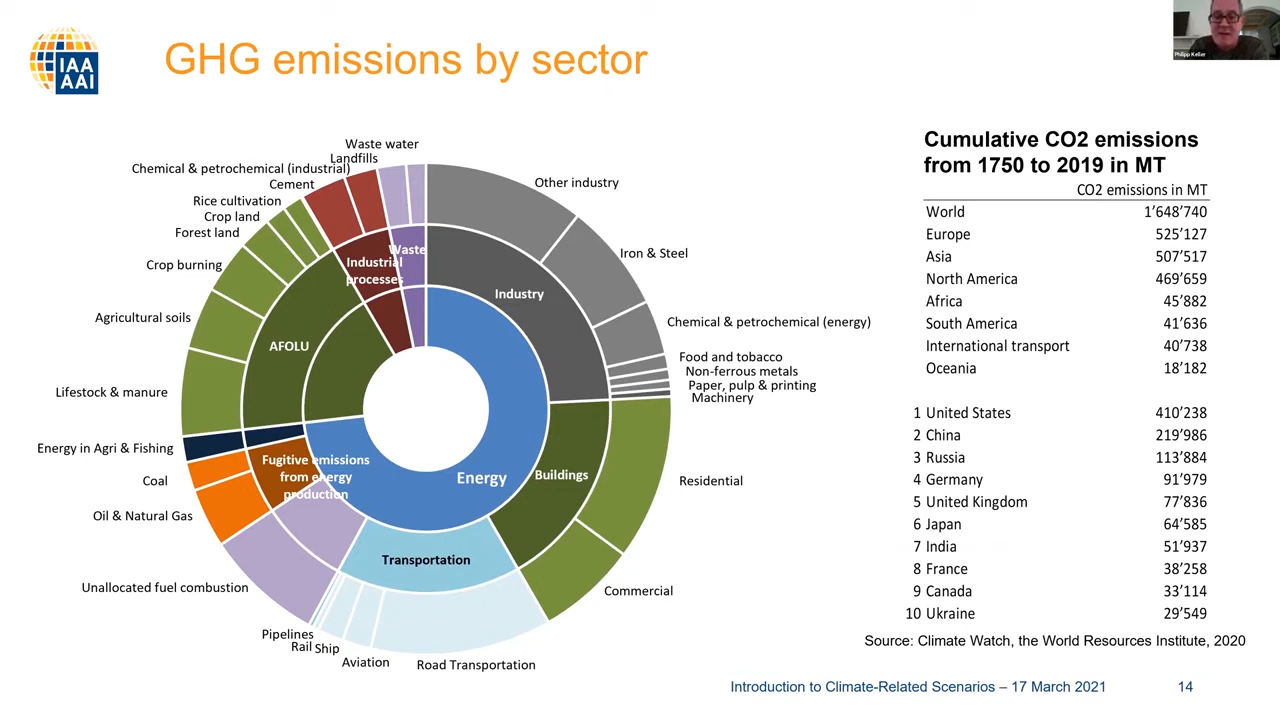 IAA
AAI
GHG emissions by sector
Philipp Keller
Waste water
Landfills
Chemical & petrochemical (industrial)
Cement
Rice cultivation
Crop land
Forest land
Crop burning
Agricultural soils
Lifestock & manure
Energy in Agri & Fishing
Coal
Oil & Natural Gas
Unallocated fuel combustion
Pipelines
Rail
Ship
Aviation
Road Transportation
Other industry
Iron & Steel
Chemical & petrochemical (energy)
Food and tobacco
Non-ferrous metals
Paper, pulp & printing
Machinery
Residential
Commercial
Waste
Industrial
processes
Industry
AFOLU
Fugitive emissions
from energy
production
Energy
Buildings
Transportation
Cumulative CO2 emissions
from 1750 to 2019 in MT
CO2 emissions in MT
World 1’648’740
Europe 525’127
Asia 507’517
North America 469’659
Africa 45’882
South America 41’636
International transport 40’738
Oceania 18’182
1 United States 410’238
2 China 219’986
3 Russia 113’884
4 Germany 91’979
5 United Kingdom 77’836
6 Japan 64’585
7 India 51’937
8 France 38’258
9 Canada 33’114
10 Ukraine 29’549
Source: Climate Watch, the World Resources Institute, 2020
Introduction to Climate-Related Scenarios – 17 March 2021 14